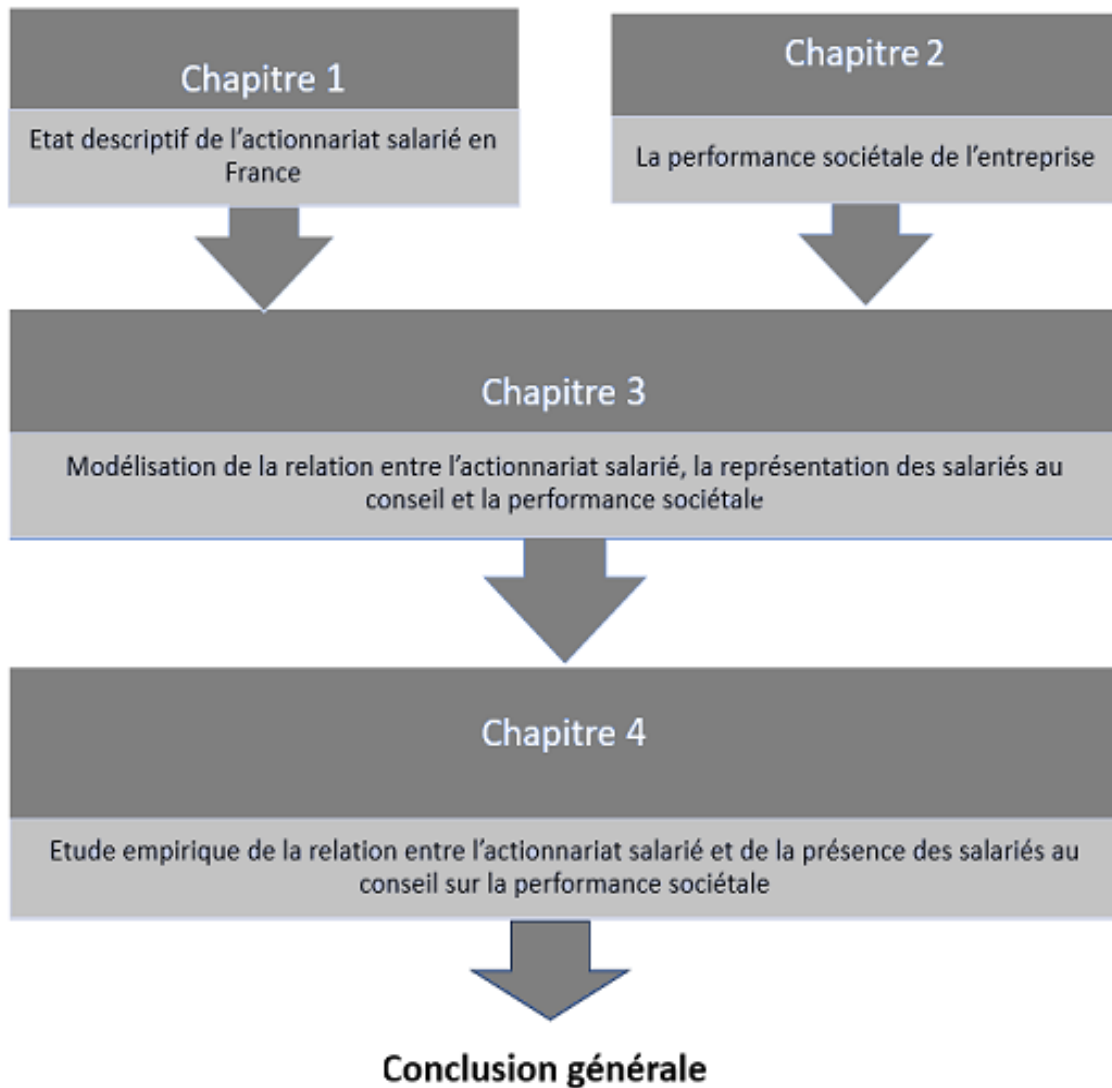 Chapitre 1
Etat descriptif de l'actionnariat salarié en
France
Chapitre 2
La performance sociétale de l'entreprise
Chapitre 3
Modélisation de la relation entre l'actionnariat salarié, la représentation des salariés au
conseil et la performance sociétale.
Chapitre 4
Etude empirique de la relation entre l'actionnariat salarié et de la présence des salariés au
conseil sur la performance sociétale
Conclusion générale